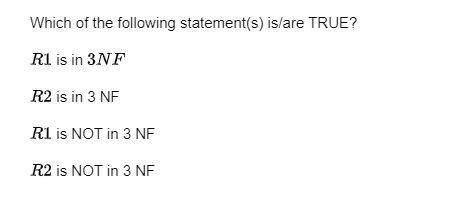 Which of the following statement(s) is/are TRUE?
R1 is in 3NF
R2 is in 3 NF
R1 is NOT in 3 NF
R2 is NOT in 3 NF